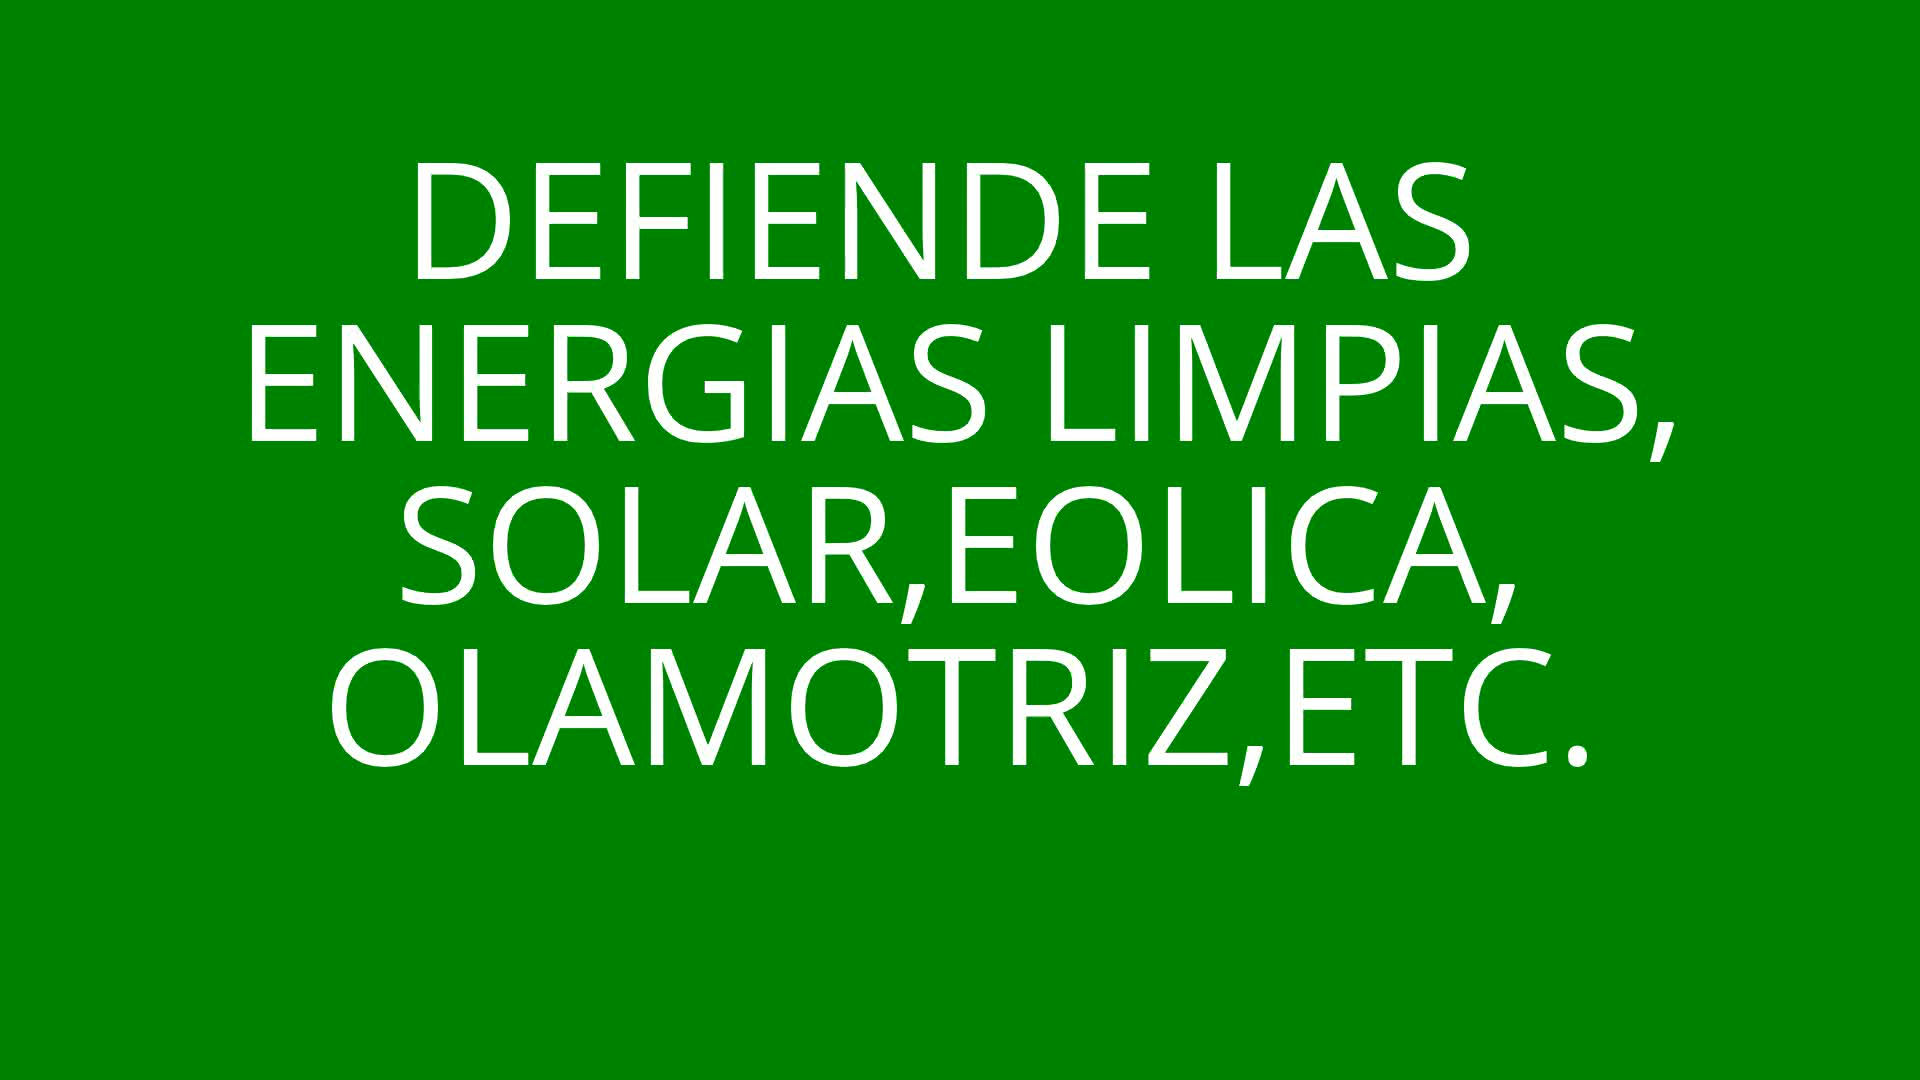 DEFIENDE LAS
ENERGIAS LIMPIAS,
SOLAR,EOLICA,
OLAMOTRIZ,ETC.